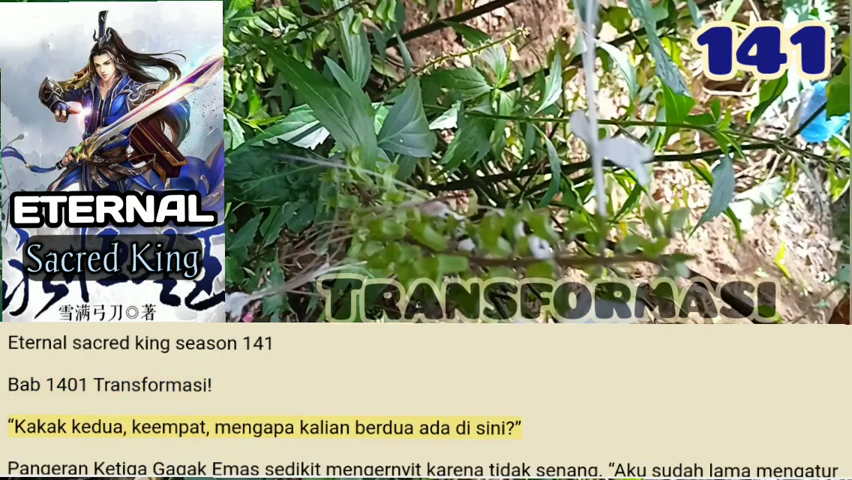 141
ETERNAL
Sacred King
雪满弓刀◎著
TRANSFORMASI
Eternal sacred king season 141
Bab 1401 Transformasi!
“Kakak kedua, keempat, mengapa kalian berdua ada di sini?”
Pangeran Ketiga Gagak Emas sedikit mengernyit karena tidak senang. “Aku sudah lama mengatur